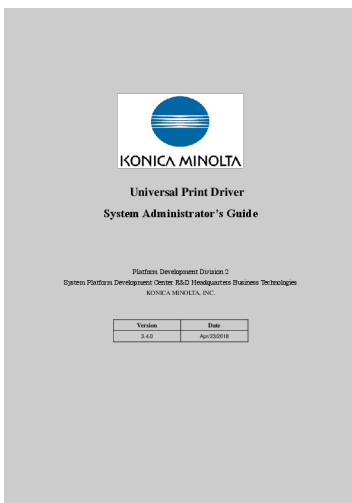 KONICA MINOLTA
Universal Print Driver
System Administrator's Guide
Platform Development Division 2
System Platform Development Center R&D Headquarters Business Technologies
KONICA MINOLTA, INC.
Version Date
3.4.0 Apr/23/2018